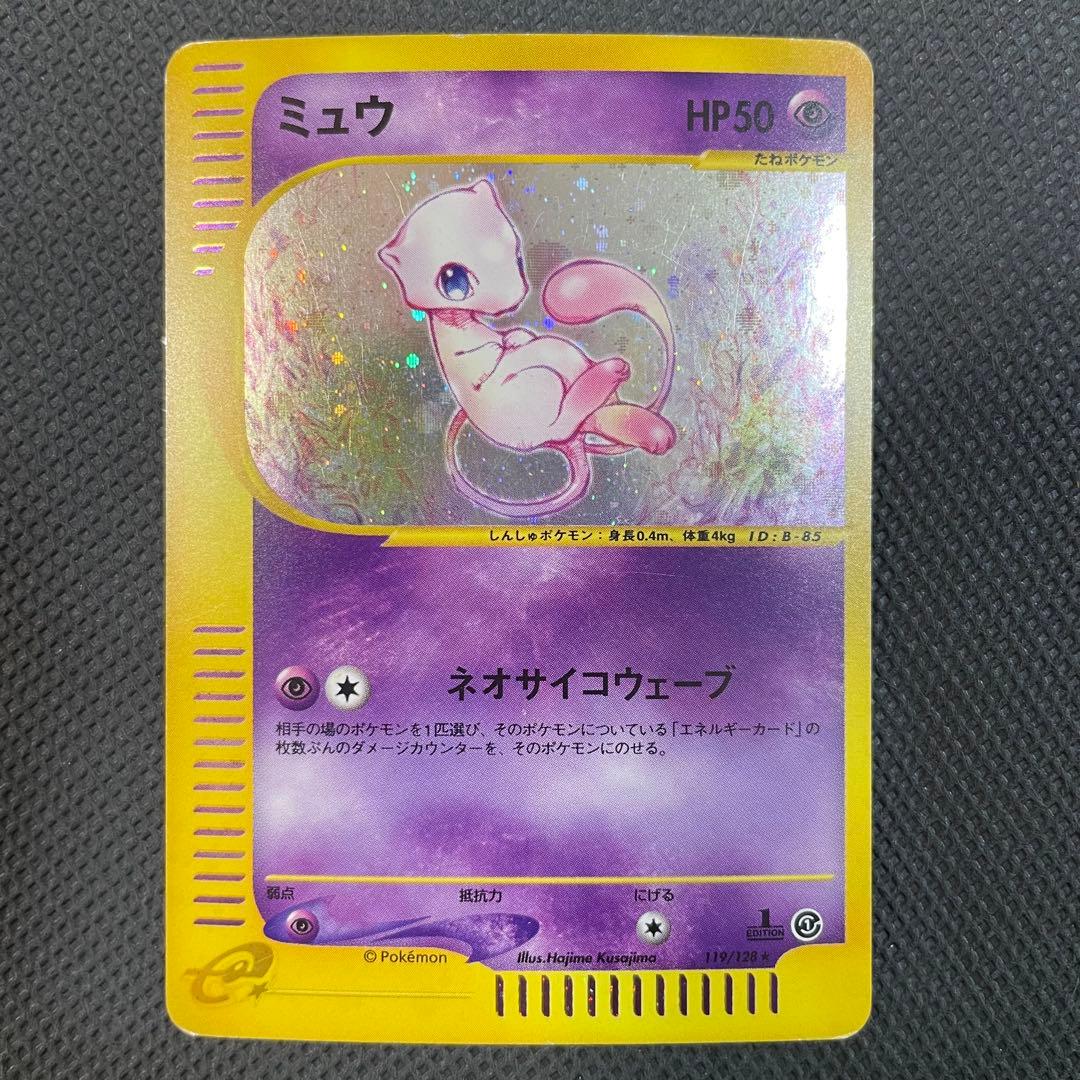 ミュウ HP50
たねポケモン
しんしゅポケモン：身長0.4m、体重4kg ID:B-85
ネオサイコウェーブ
相手の場のポケモンを1匹選び、そのポケモンについている「エネルギーカード」の
枚数ぶんのダメージカウンターを、そのポケモンにのせる。
弱点 抵抗力 にげる
1
EDITION
1
© Pokémon Illus.Hajime Kusajima 119/128★
e